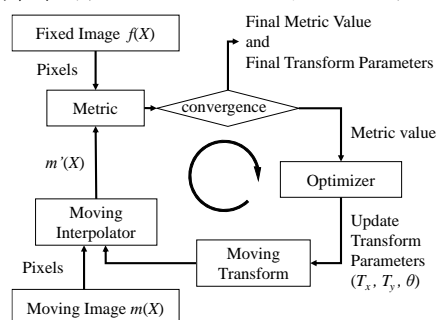 Fixed Image f(X)
Final Metric Value
and
Final Transform Parameters
Pixels
Metric
convergence
Metric value
m'(X)
Optimizer
Moving
Interpolator
Update
Transform
Parameters
(Tx, Ty, θ)
Moving
Transform
Pixels
Moving Image m(X)